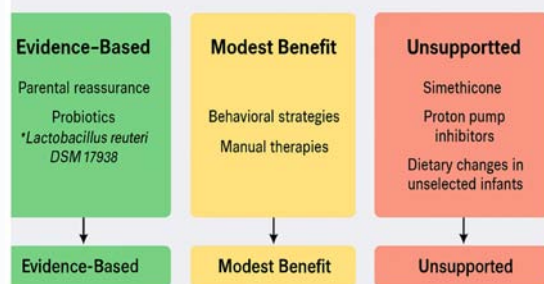 Evidence–Based
Parental reassurance
Probiotics
*Lactobacillus reuteri
DSM 17938
Modest Benefit
Behavioral strategies
Manual therapies
Unsupportted
Simethicone
Proton pump
inhibitors
Dietary changes in
unselected infants
Evidence-Based
Modest Benefit
Unsupported